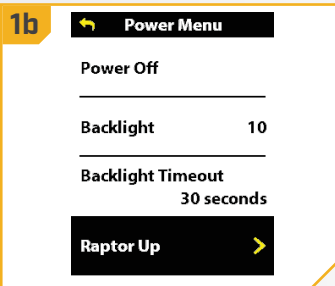 1b
Power Menu
Power Off
Backlight 10
Backlight Timeout
30 seconds
Raptor Up